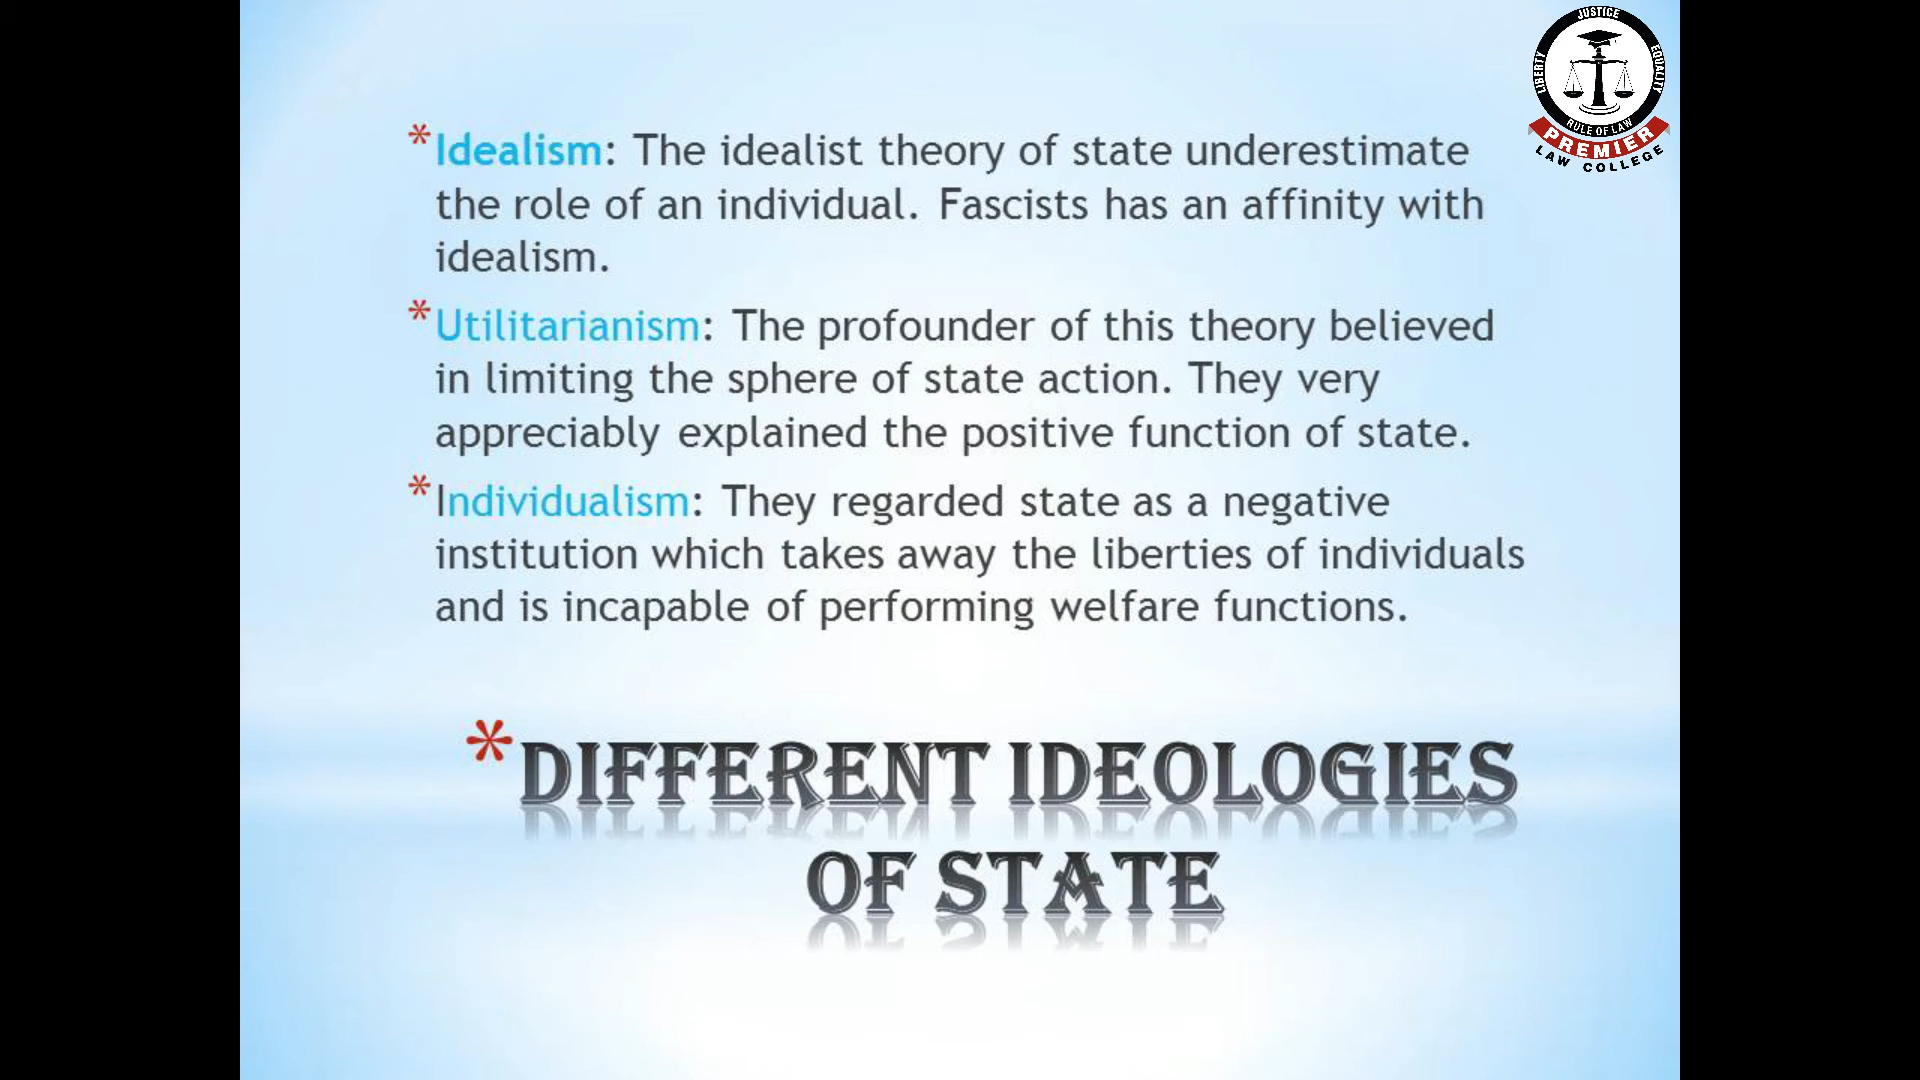 JUSTICE
LIBERTY
EQUALITY
RULE OF LAW
PREMIER
LAW COLLEGE
*Idealism: The idealist theory of state underestimate
the role of an individual. Fascists has an affinity with
idealism.
*Utilitarianism: The profounder of this theory believed
in limiting the sphere of state action. They very
appreciably explained the positive function of state.
*Individualism: They regarded state as a negative
institution which takes away the liberties of individuals
and is incapable of performing welfare functions.
*DIFFERENT IDEOLOGIES
OF STATE